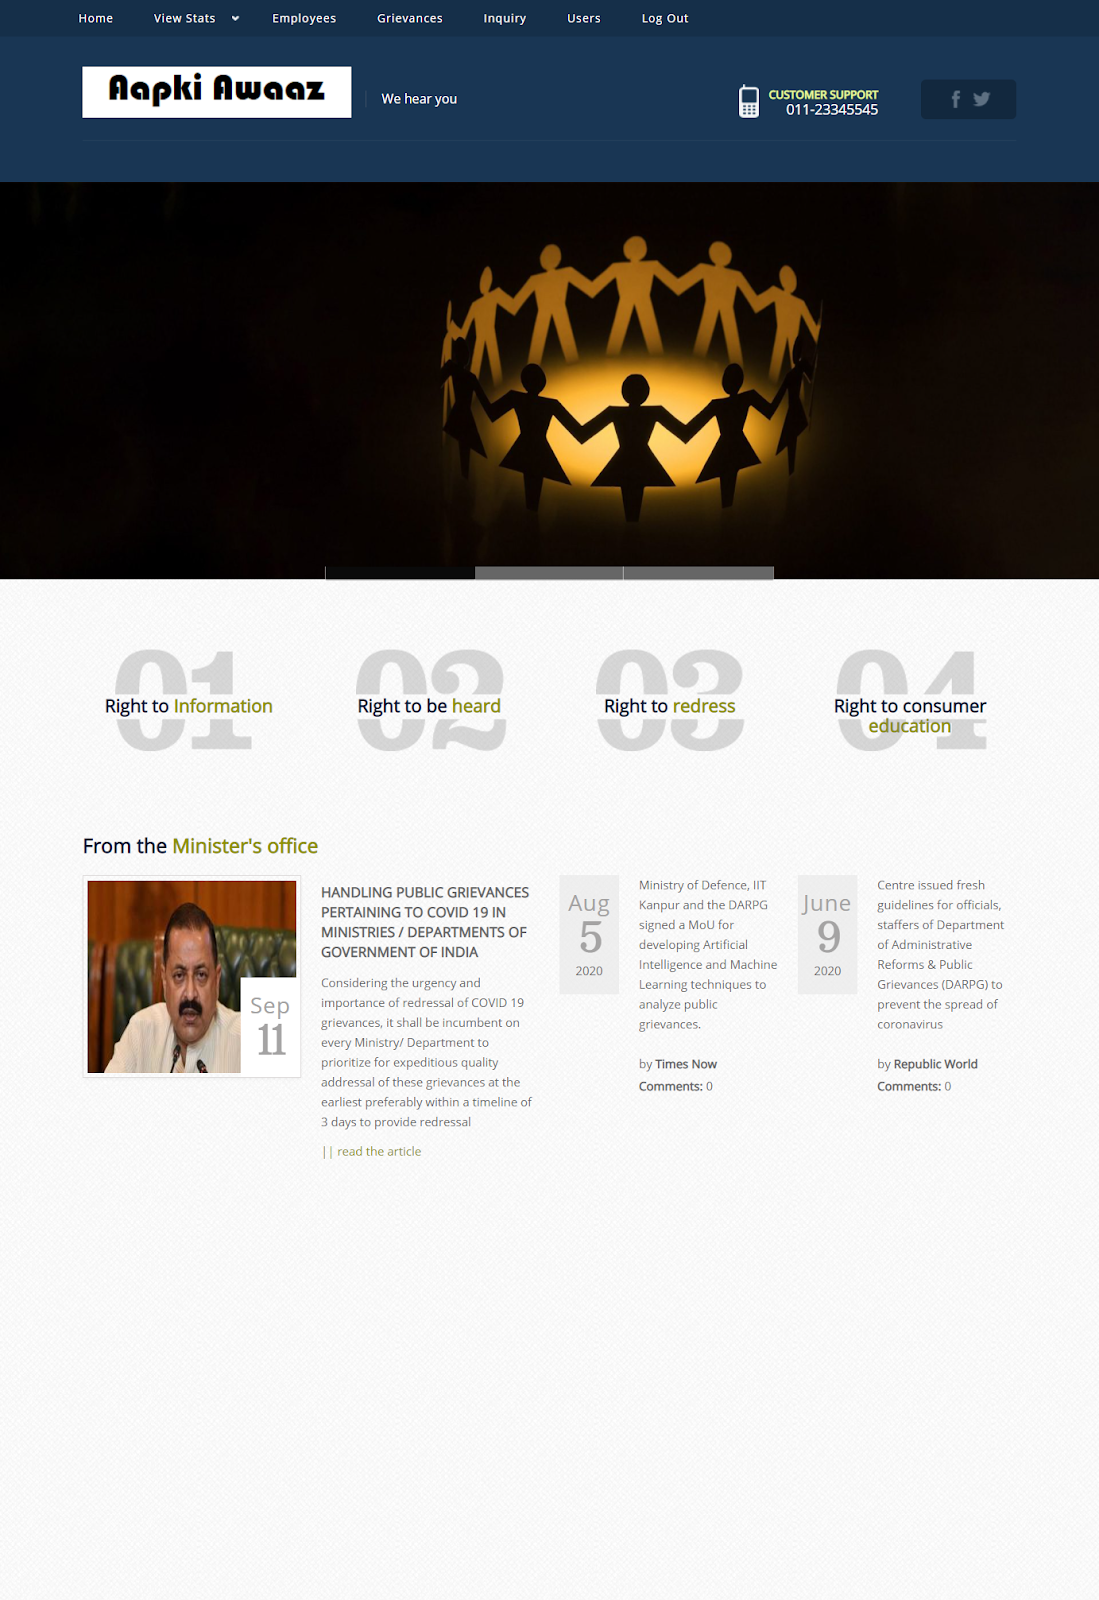 Home View Stats Employees Grievances Inquiry Users Log Out
Aapki Awaaz
We hear you
CUSTOMER SUPPORT
011-23345545
01
Right to Information
02
Right to be heard
03
Right to redress
04
Right to consumer
education
From the Minister's office
Sep
11
HANDLING PUBLIC GRIEVANCES
PERTAINING TO COVID 19 IN
MINISTRIES / DEPARTMENTS OF
GOVERNMENT OF INDIA
Considering the urgency and
importance of redressal of COVID 19
grievances, it shall be incumbent on
every Ministry/ Department to
prioritize for expeditious quality
addressal of these grievances at the
earliest preferably within a timeline of
3 days to provide redressal
|| read the article
Aug
5
2020
Ministry of Defence, IIT
Kanpur and the DARPG
signed a MoU for
developing Artificial
Intelligence and Machine
Learning techniques to
analyze public
grievances.
by Times Now
Comments: 0
June
9
2020
Centre issued fresh
guidelines for officials,
staffers of Department
of Administrative
Reforms & Public
Grievances (DARPG) to
prevent the spread of
coronavirus
by Republic World
Comments: 0